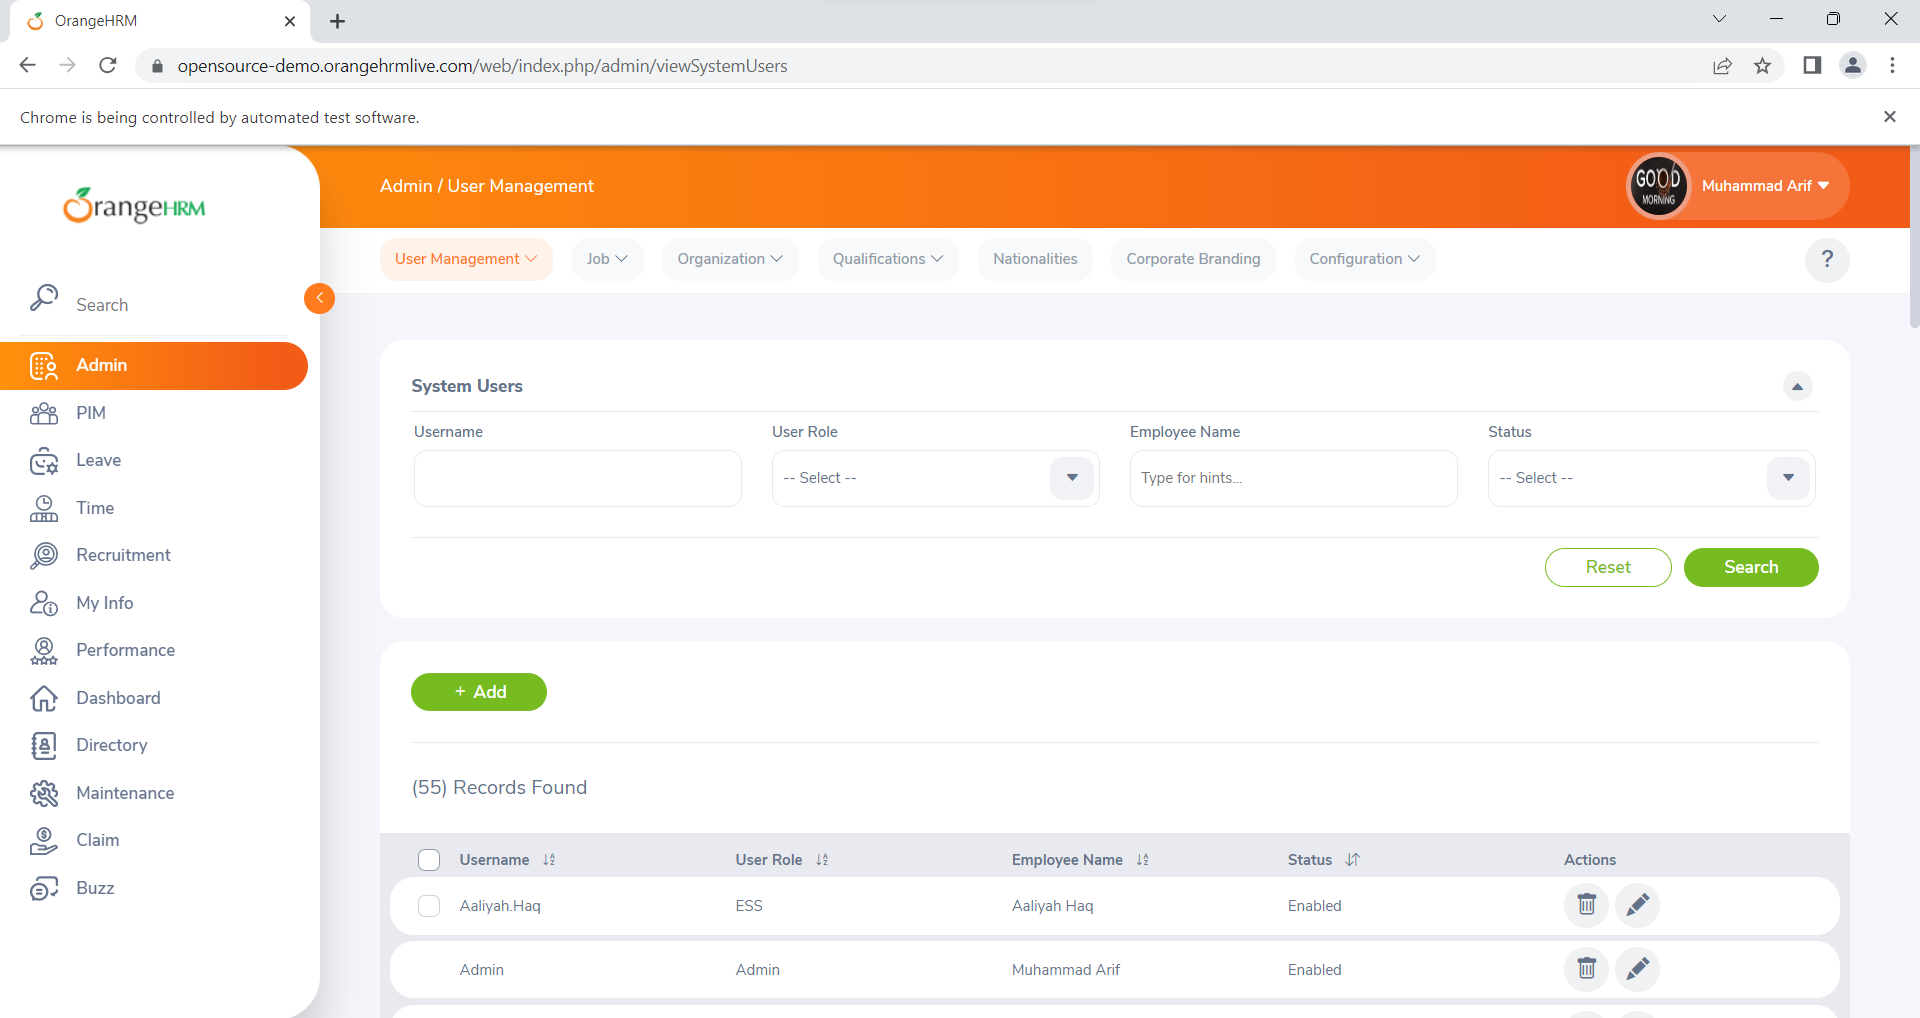 OrangeHRM
opensource-demo.orangehrmlive.com/web/index.php/admin/viewSystemUsers
Chrome is being controlled by automated test software.
OrangeHRM
Admin / User Management
GOOD
MORNING
Muhammad Arif
User Management
Job
Organization
Qualifications
Nationalities
Corporate Branding
Configuration
?
Search
Admin
PIM
Leave
Time
Recruitment
My Info
Performance
Dashboard
Directory
Maintenance
Claim
Buzz
System Users
Username
User Role
Employee Name
Status
-- Select --
Type for hints...
-- Select --
Reset
Search
+ Add
(55) Records Found
Username
User Role
Employee Name
Status
Actions
Aaliyah.Haq
ESS
Aaliyah Haq
Enabled
Admin
Admin
Muhammad Arif
Enabled